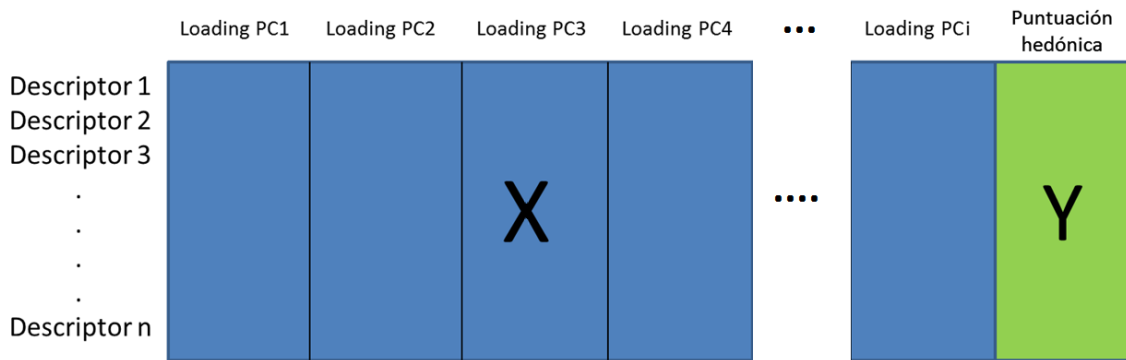 Loading PC1 Loading PC2 Loading PC3 Loading PC4 ... Loading PCi Puntuación
hedónica
Descriptor 1
Descriptor 2
Descriptor 3
.
X .... Y
.
.
.
Descriptor n